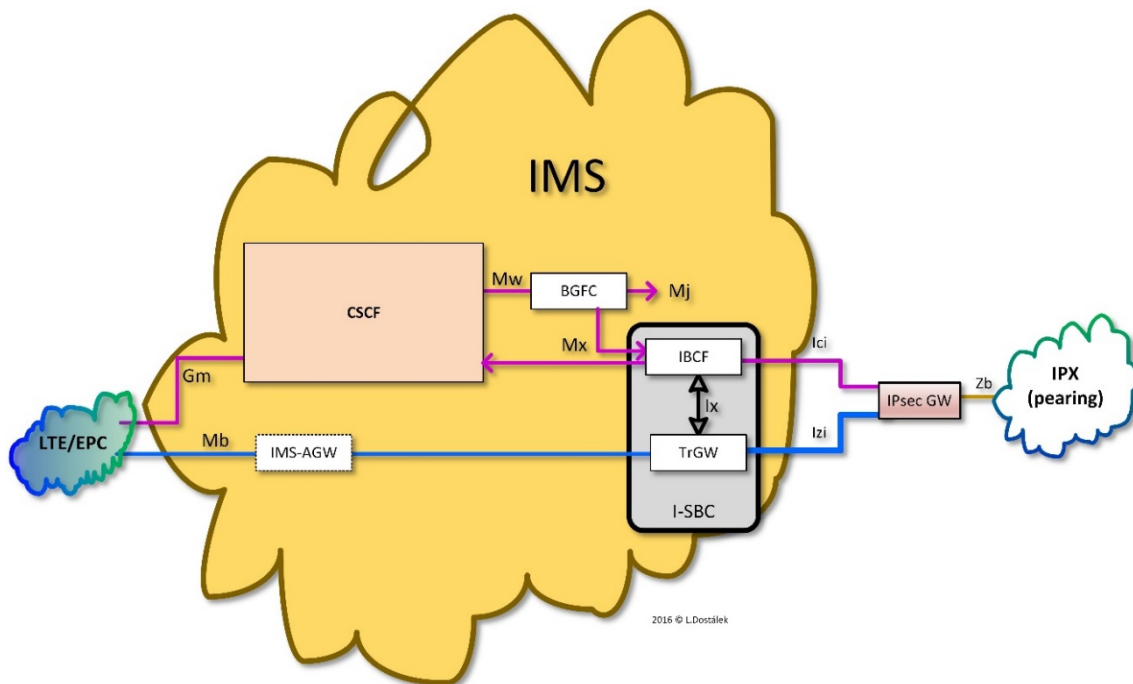 IMS
Mw
BGFC
Mj
CSCF
Mx
IBCF
Ici
Gm
Ix
IPsec GW
Zb
IPX
(pearing)
LTE/EPC
Mb
IMS-AGW
TrGW
Izi
I-SBC
2016 © L.Dostálek